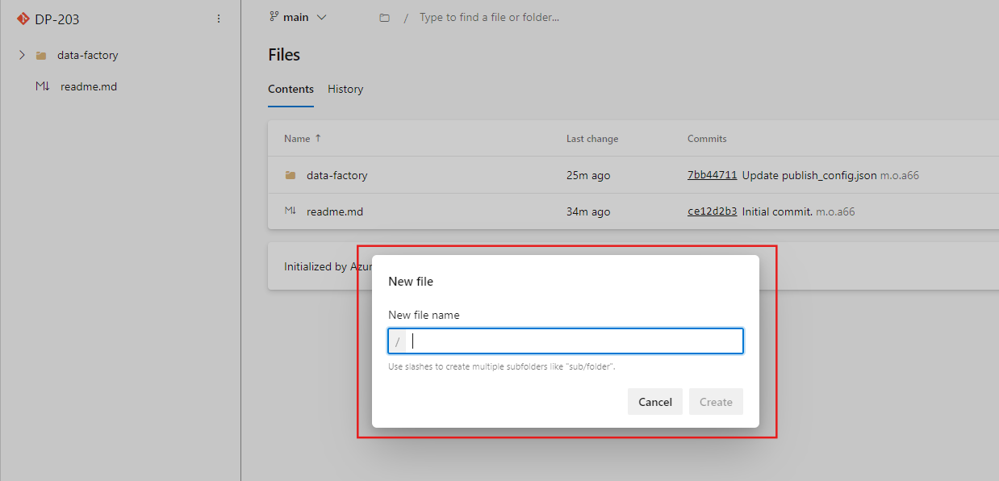 DP-203
data-factory
readme.md
main
/ Type to find a file or folder...
Files
Contents History
Name ↑ Last change Commits
data-factory 25m ago 7bb44711 Update publish_config.json m.o.a66
readme.md 34m ago ce12d2b3 Initial commit. m.o.a66
Initialized by Azur
New file
New file name
/
Use slashes to create multiple subfolders like "sub/folder".
Cancel Create